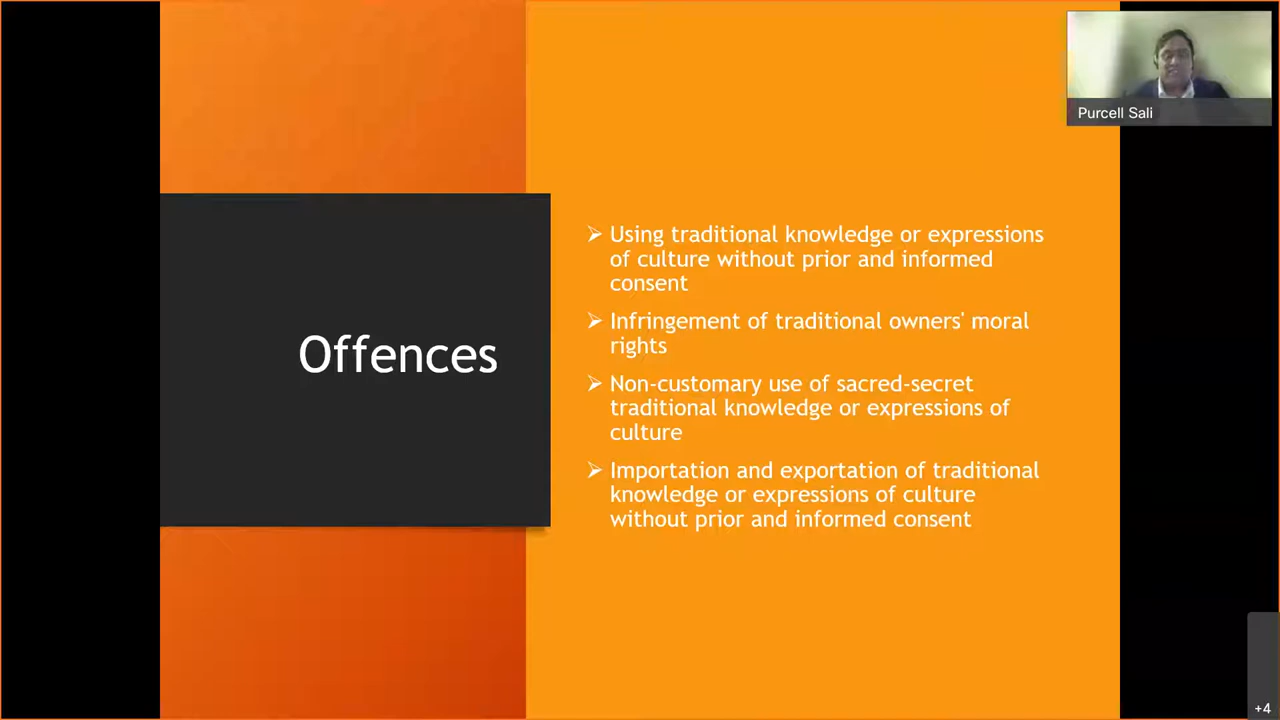 Purcell Sali
Offences
➢ Using traditional knowledge or expressions
of culture without prior and informed
consent
➢ Infringement of traditional owners' moral
rights
➢ Non-customary use of sacred-secret
traditional knowledge or expressions of
culture
➢ Importation and exportation of traditional
knowledge or expressions of culture
without prior and informed consent
+4